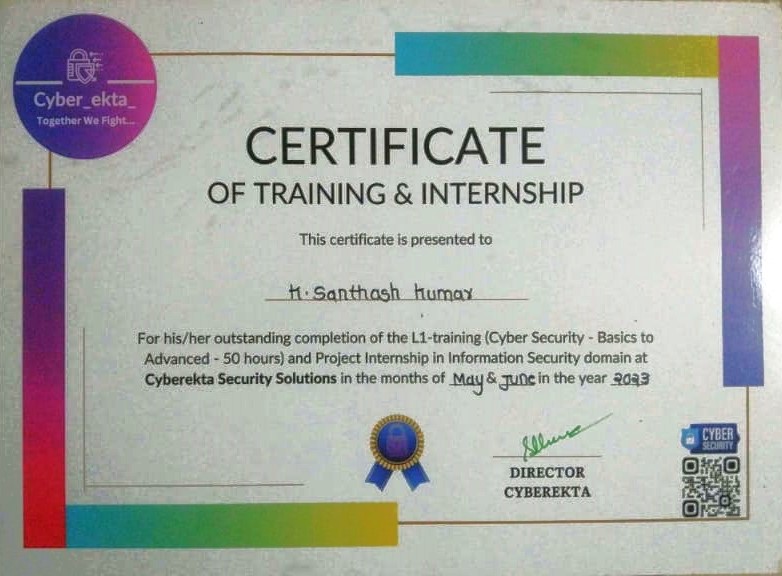 Cyber_ekta_
Together We Fight...
CERTIFICATE
OF TRAINING & INTERNSHIP
This certificate is presented to
K. Santhosh Kumar
For his/her outstanding completion of the L1-training (Cyber Security - Basics to
Advanced - 50 hours) and Project Internship in Information Security domain at
Cyberekta Security Solutions in the months of May & June in the year 2023
DIRECTOR
CYBEREKTA
CYBER
SECURITY